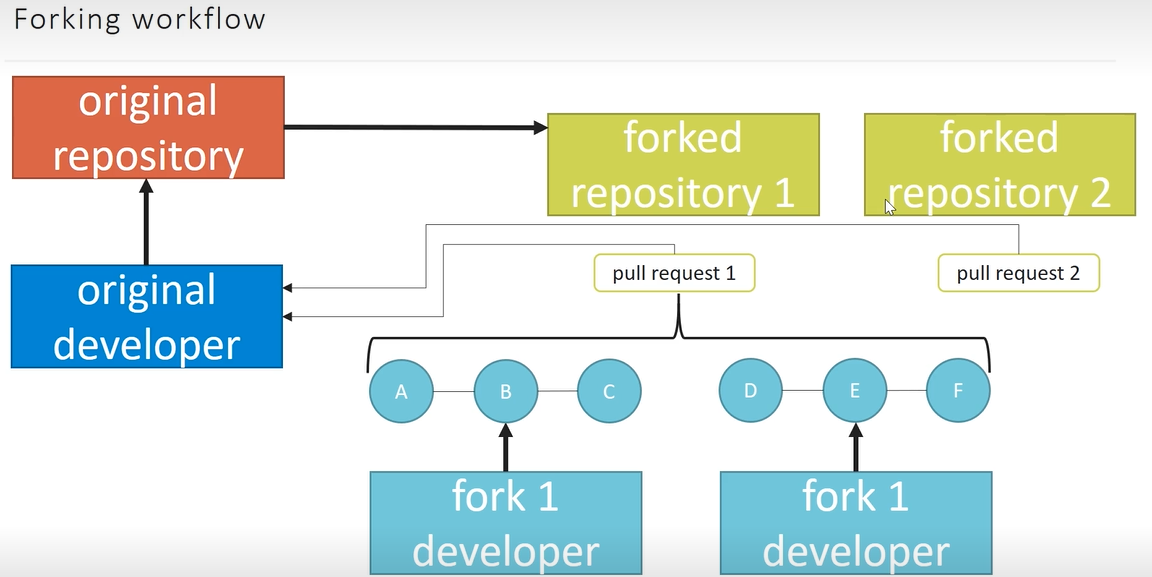 Forking workflow
original
repository
forked
repository 1
forked
repository 2
original
developer
pull request 1
pull request 2
A
B
C
D
E
F
fork 1
developer
fork 1
developer